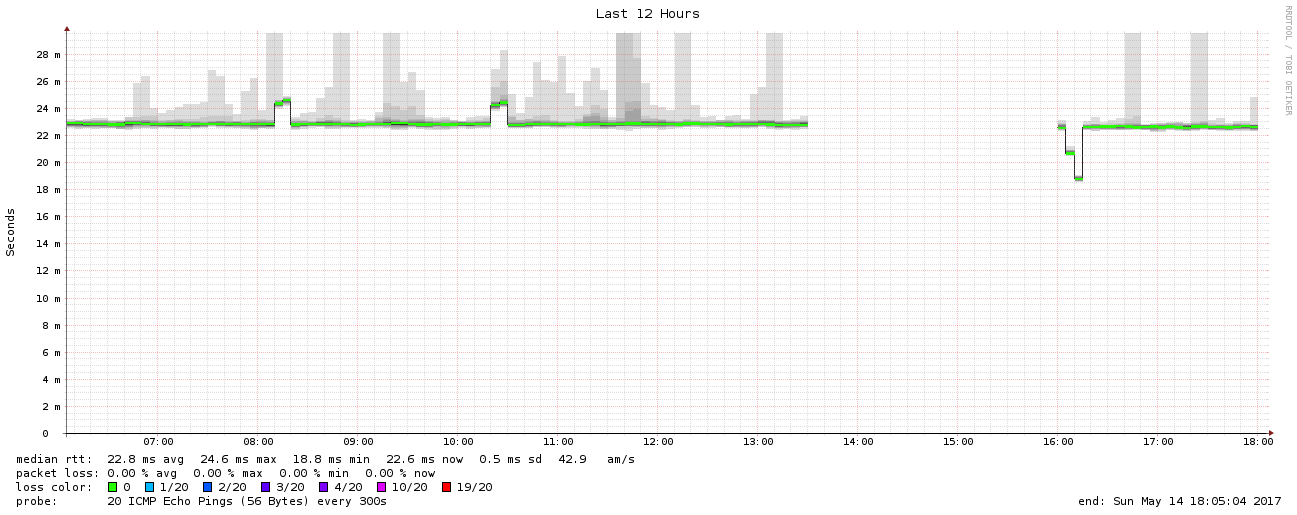 Last 12 Hours
RRDTOOL / TOBI OETIKER
Seconds
28 m
26 m
24 m
22 m
20 m
18 m
16 m
14 m
12 m
10 m
8 m
6 m
4 m
2 m
0
07:00 08:00 09:00 10:00 11:00 12:00 13:00 14:00 15:00 16:00 17:00 18:00
median rtt: 22.8 ms avg 24.6 ms max 18.8 ms min 22.6 ms now 0.5 ms sd 42.9 am/s
packet loss: 0.00 % avg 0.00 % max 0.00 % min 0.00 % now
loss color: 0 1/20 2/20 3/20 4/20 10/20 19/20
probe: 20 ICMP Echo Pings (56 Bytes) every 300s end: Sun May 14 18:05:04 2017